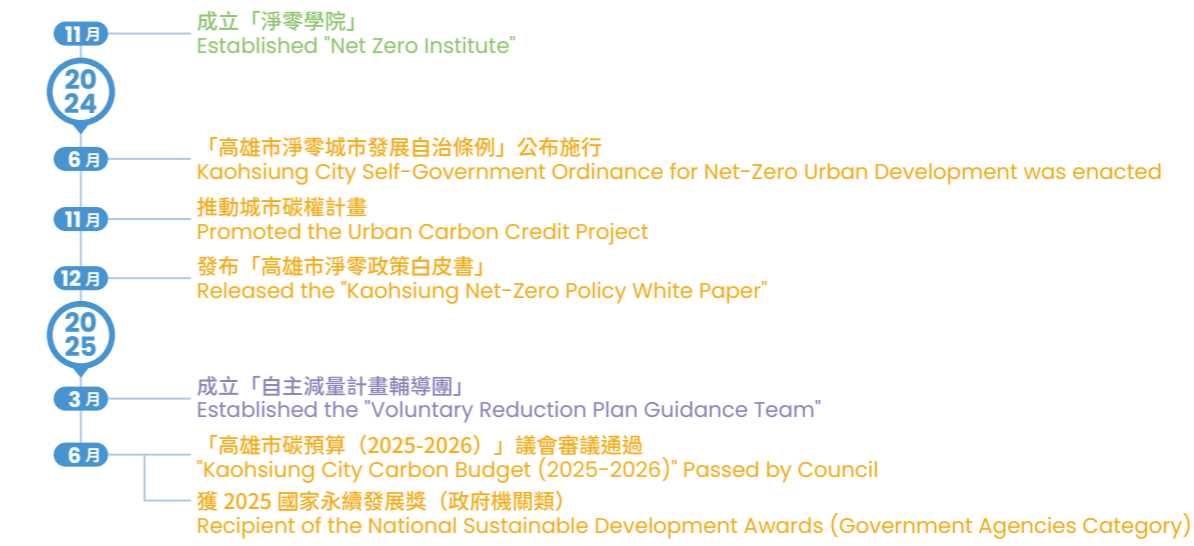 11月
成立「淨零學院」
Established "Net Zero Institute"
20
24
6月
「高雄市淨零城市發展自治條例」公布施行
Kaohsiung City Self-Government Ordinance for Net-Zero Urban Development was enacted
11月
推動城市碳權計畫
Promoted the Urban Carbon Credit Project
12月
發布「高雄市淨零政策白皮書」
Released the "Kaohsiung Net-Zero Policy White Paper"
20
25
3月
成立「自主減量計畫輔導團」
Established the "Voluntary Reduction Plan Guidance Team"
6月
「高雄市碳預算（2025-2026）」議會審議通過
"Kaohsiung City Carbon Budget (2025-2026)" Passed by Council
獲 2025 國家永續發展獎（政府機關類）
Recipient of the National Sustainable Development Awards (Government Agencies Category)